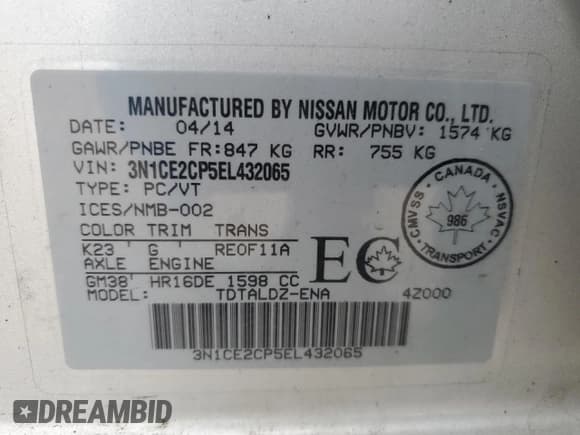 MANUFACTURED BY NISSAN MOTOR CO., LTD.
DATE: 04/14 GVWR/PNBV: 1574 KG
GAWR/PNBE FR: 847 KG RR: 755 KG
VIN: 3N1CE2CP5EL432065
TYPE: PC/VT
ICES/NMB-002
COLOR TRIM TRANS
K23 G RE0F11A
AXLE ENGINE
GM38 HR16DE 1598 CC
MODEL: TDTALDZ-ENA 4Z000
EC
CMVSS CANADA NSVAC
986
TRANSPORT
3N1CE2CP5EL432065
DREAMBID